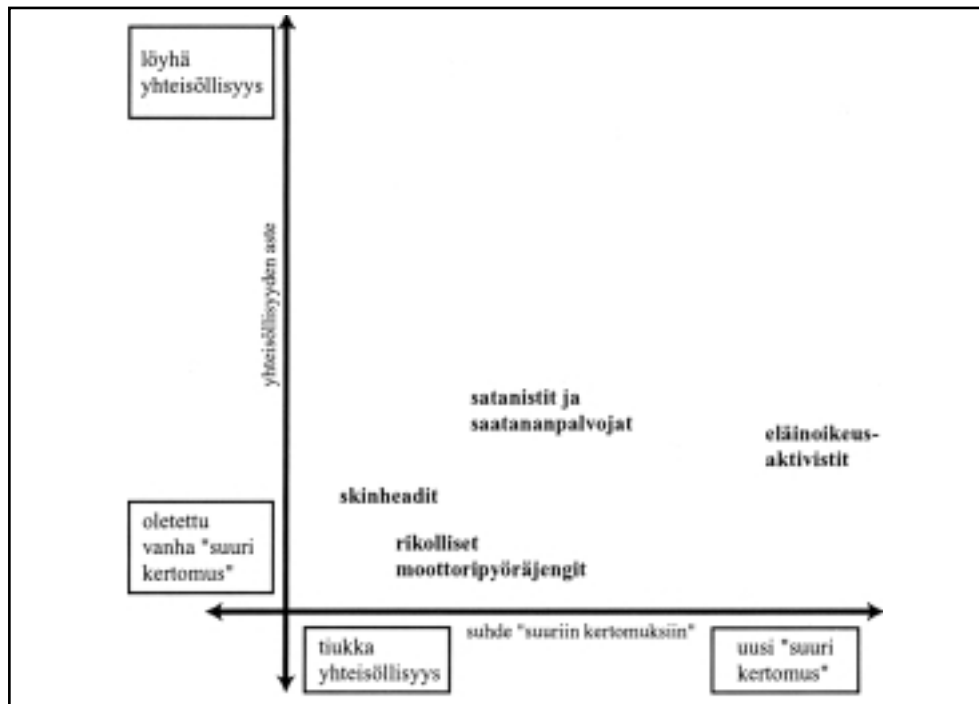 löyhä
yhteisöllisyys
yhteisöllisyyden aste
satanistit ja
saatananpalvojat
eläinoikeus-
aktivistit
skinheadit
oletettu
vanha "suuri
kertomus"
rikolliset
moottoripyöräjengit
suhde "suuriin kertomuksiin"
tiukka
yhteisöllisyys
uusi "suuri
kertomus"